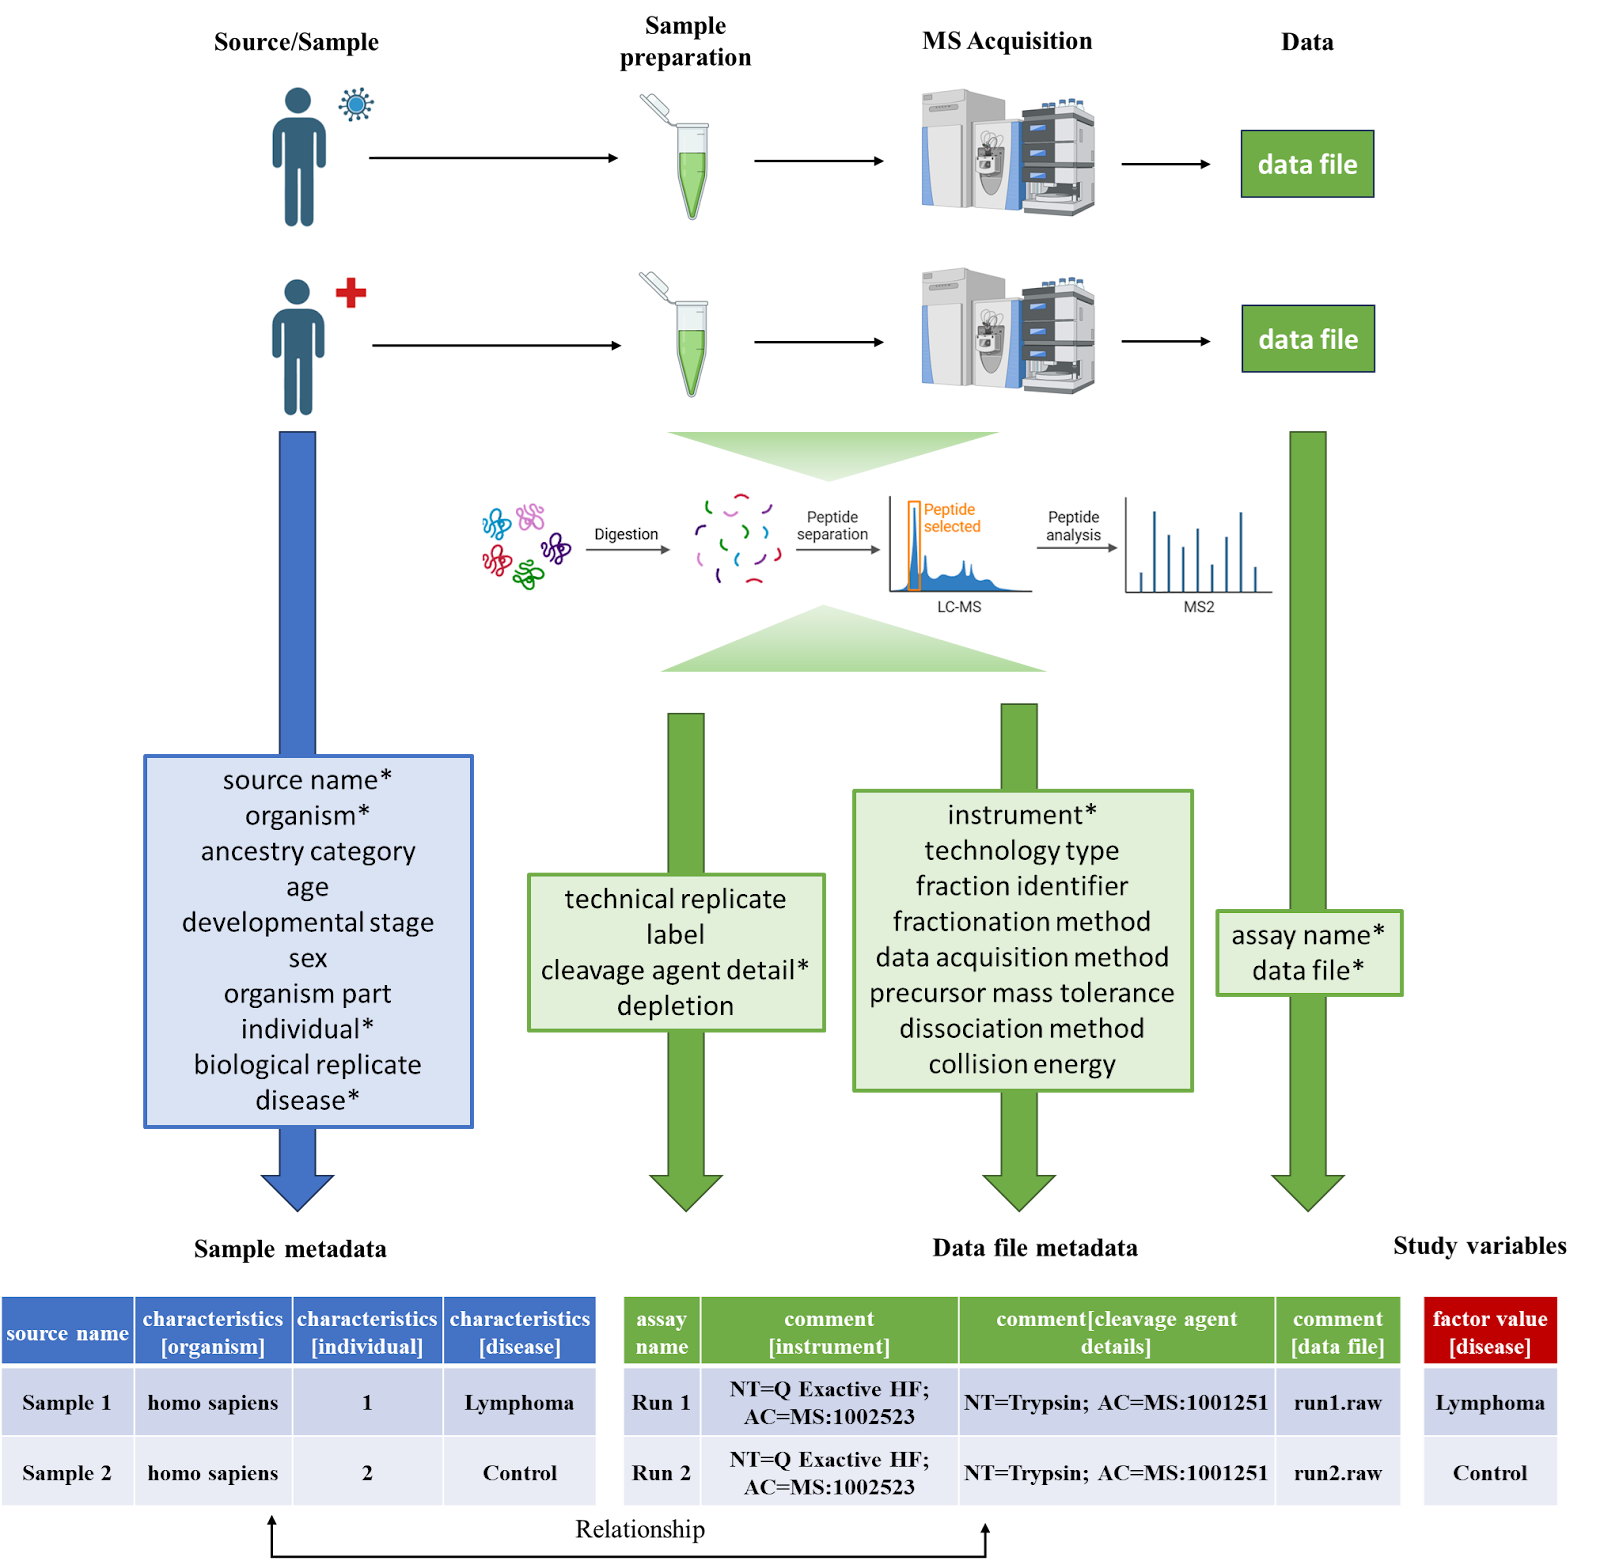 Source/Sample
Sample
preparation
MS Acquisition
Data
data file
data file
Digestion
Peptide
separation
Peptide
selected
LC-MS
Peptide
analysis
MS2
source name*
organism*
ancestry category
age
developmental stage
sex
organism part
individual*
biological replicate
disease*
technical replicate
label
cleavage agent detail*
depletion
instrument*
technology type
fraction identifier
fractionation method
data acquisition method
precursor mass tolerance
dissociation method
collision energy
assay name*
data file*
Sample metadata
Data file metadata
Study variables
source name
characteristics
[organism]
characteristics
[individual]
characteristics
[disease]
assay
name
comment
[instrument]
comment[cleavage agent
details]
comment
[data file]
factor value
[disease]
Sample 1
homo sapiens
1
Lymphoma
Run 1
NT=Q Exactive HF;
AC=MS:1002523
NT=Trypsin; AC=MS:1001251
run1.raw
Lymphoma
Sample 2
homo sapiens
2
Control
Run 2
NT=Q Exactive HF;
AC=MS:1002523
NT=Trypsin; AC=MS:1001251
run2.raw
Control
Relationship